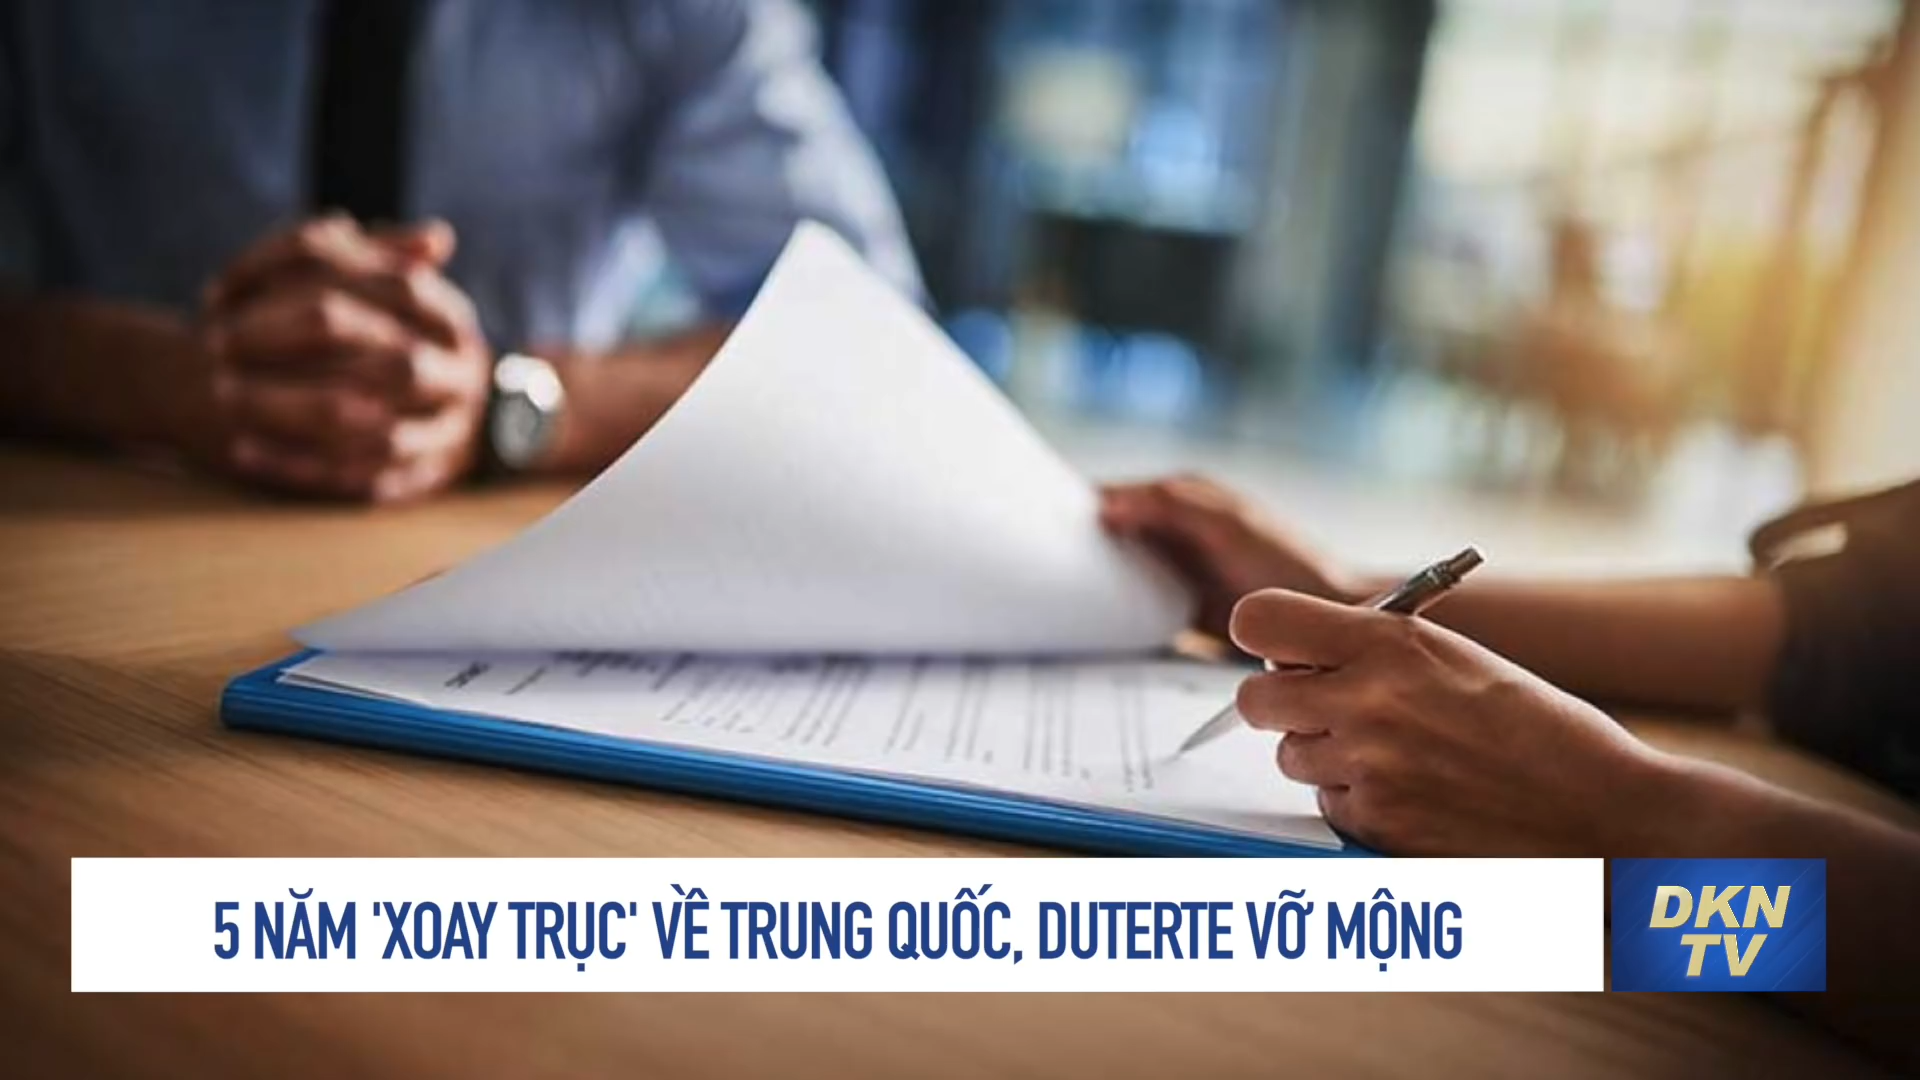 5 NĂM 'XOAY TRỤC' VỀ TRUNG QUỐC, DUTERTE VỠ MỘNG
DKN
TV